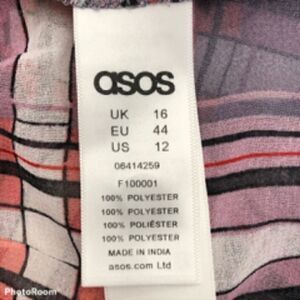 asos
UK 16
EU 44
US 12
06414259
F100001
100% POLYESTER
100% POLYESTER
100% POLIÉSTER
100% POLYESTER
MADE IN INDIA
asos.com Ltd
PhotoRoom